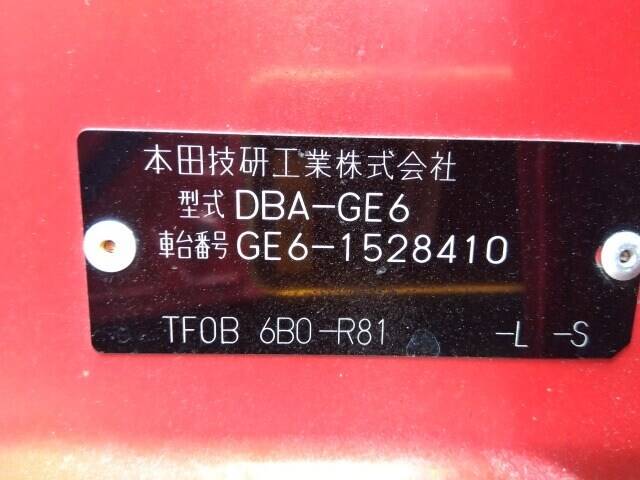 本田技研工業株式会社
型式 DBA-GE6
車台番号 GE6-1528410
TF0B 6B0-R81 -L -S